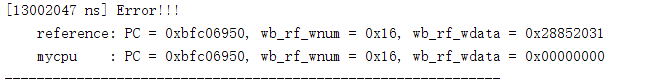 [13002047 ns] Error!!!
reference: PC = 0xbfc06950, wb_rf_wnum = 0x16, wb_rf_wdata = 0x28852031
mycpu    : PC = 0xbfc06950, wb_rf_wnum = 0x16, wb_rf_wdata = 0x00000000